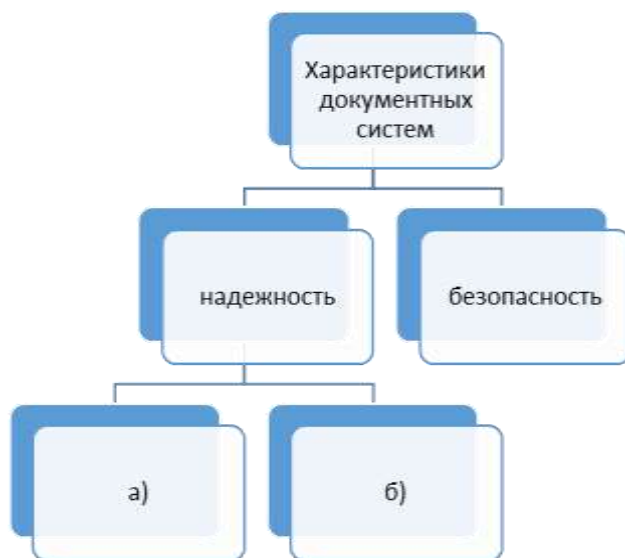 Характеристики
документных
систем
надежность
безопасность
а)
б)